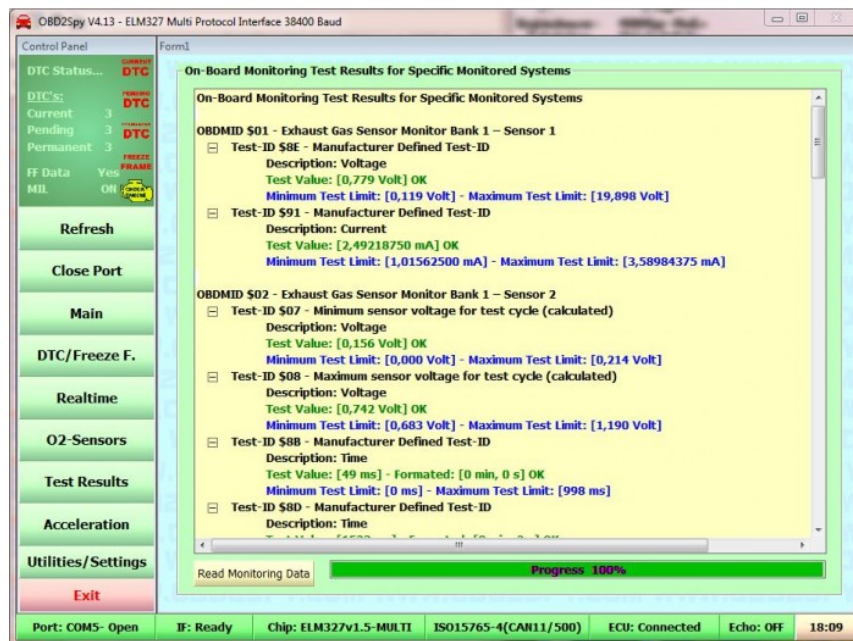 OBD2Spy V4.13 - ELM327 Multi Protocol Interface 38400 Baud
Control Panel
Form1
DTC Status...
CURRENT
DTC
DTC's:
PENDING
DTC
Current 3
Pending 3
DTC
Permanent 3
FREEZE
FRAME
FF Data Yes
MIL ON
CHECK
ENGINE
Refresh
Close Port
Main
DTC/Freeze F.
Realtime
O2-Sensors
Test Results
Acceleration
Utilities/Settings
Exit
On-Board Monitoring Test Results for Specific Monitored Systems
On-Board Monitoring Test Results for Specific Monitored Systems
OBDMID $01 - Exhaust Gas Sensor Monitor Bank 1 – Sensor 1
Test-ID $8E - Manufacturer Defined Test-ID
Description: Voltage
Test Value: [0,779 Volt] OK
Minimum Test Limit: [0,119 Volt] - Maximum Test Limit: [19,898 Volt]
Test-ID $91 - Manufacturer Defined Test-ID
Description: Current
Test Value: [2,49218750 mA] OK
Minimum Test Limit: [1,01562500 mA] - Maximum Test Limit: [3,58984375 mA]
OBDMID $02 - Exhaust Gas Sensor Monitor Bank 1 – Sensor 2
Test-ID $07 - Minimum sensor voltage for test cycle (calculated)
Description: Voltage
Test Value: [0,156 Volt] OK
Minimum Test Limit: [0,000 Volt] - Maximum Test Limit: [0,214 Volt]
Test-ID $08 - Maximum sensor voltage for test cycle (calculated)
Description: Voltage
Test Value: [0,742 Volt] OK
Minimum Test Limit: [0,683 Volt] - Maximum Test Limit: [1,190 Volt]
Test-ID $8B - Manufacturer Defined Test-ID
Description: Time
Test Value: [49 ms] - Formated: [0 min, 0 s] OK
Minimum Test Limit: [0 ms] - Maximum Test Limit: [998 ms]
Test-ID $8D - Manufacturer Defined Test-ID
Description: Time
Read Monitoring Data
Progress 100%
Port: COM5- Open
IF: Ready
Chip: ELM327v1.5-MULTI
ISO15765-4(CAN11/500)
ECU: Connected
Echo: OFF
18:09